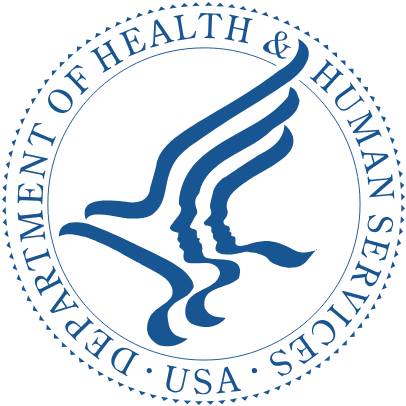 DEPARTMENT OF HEALTH & HUMAN SERVICES · USA ·